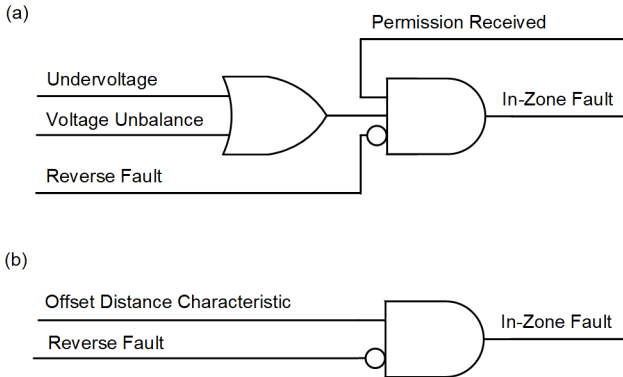 (a)
Permission Received
Undervoltage
In-Zone Fault
Voltage Unbalance
Reverse Fault
(b)
Offset Distance Characteristic
In-Zone Fault
Reverse Fault